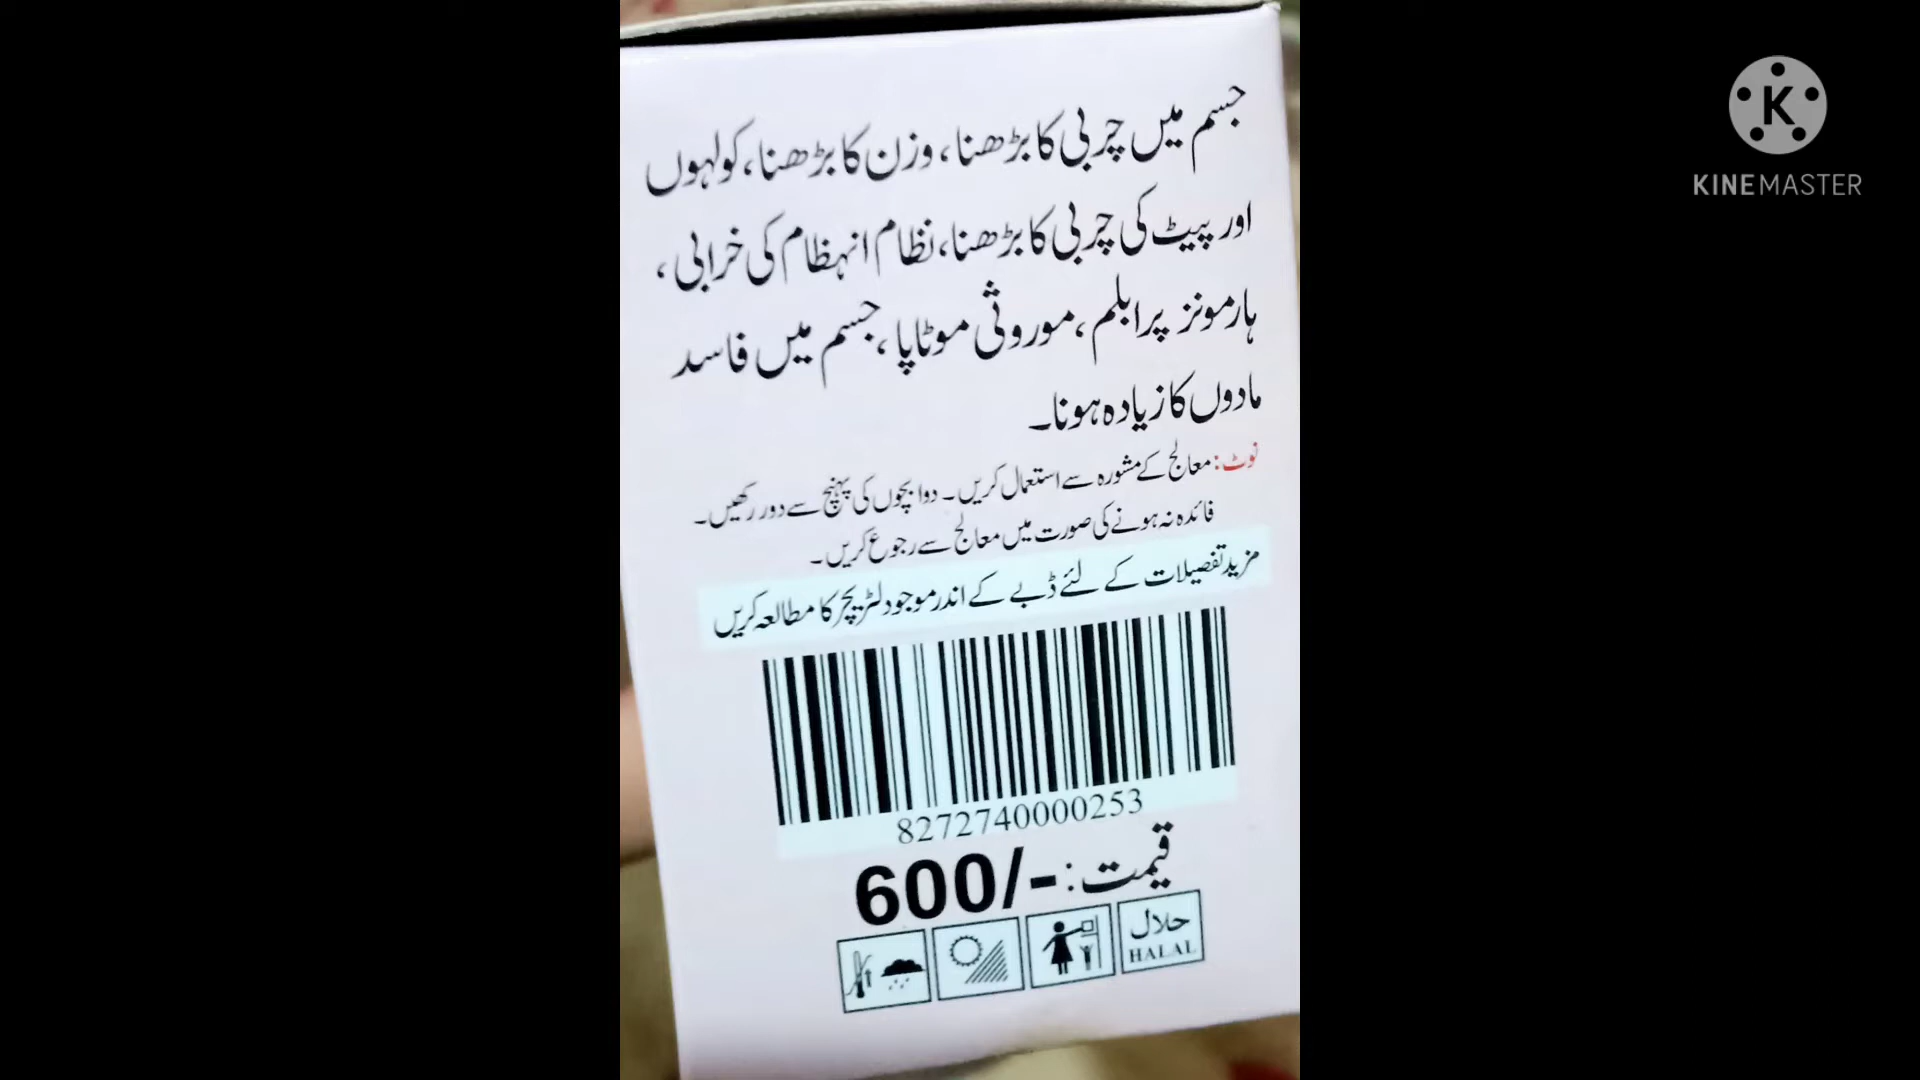 جسم میں چربی کا بڑھنا، وزن کا بڑھنا، کولہوں
اور پیٹ کی چربی کا بڑھنا، نظام انہظام کی خرابی،
ہارمونز پرابلم، موروثی موٹاپا، جسم میں فاسد
مادوں کا زیادہ ہونا۔
نوٹ: معالج کے مشورہ سے استعمال کریں۔ دوا بچوں کی پہنچ سے دور رکھیں۔
فائدہ نہ ہونے کی صورت میں معالج سے رجوع کریں۔
مزید تفصیلات کے لئے ڈبے کے اندر موجود لٹریچر کا مطالعہ کریں
8272740000253
قیمت: 600/-
حلال
HALAL
K
KINEMASTER